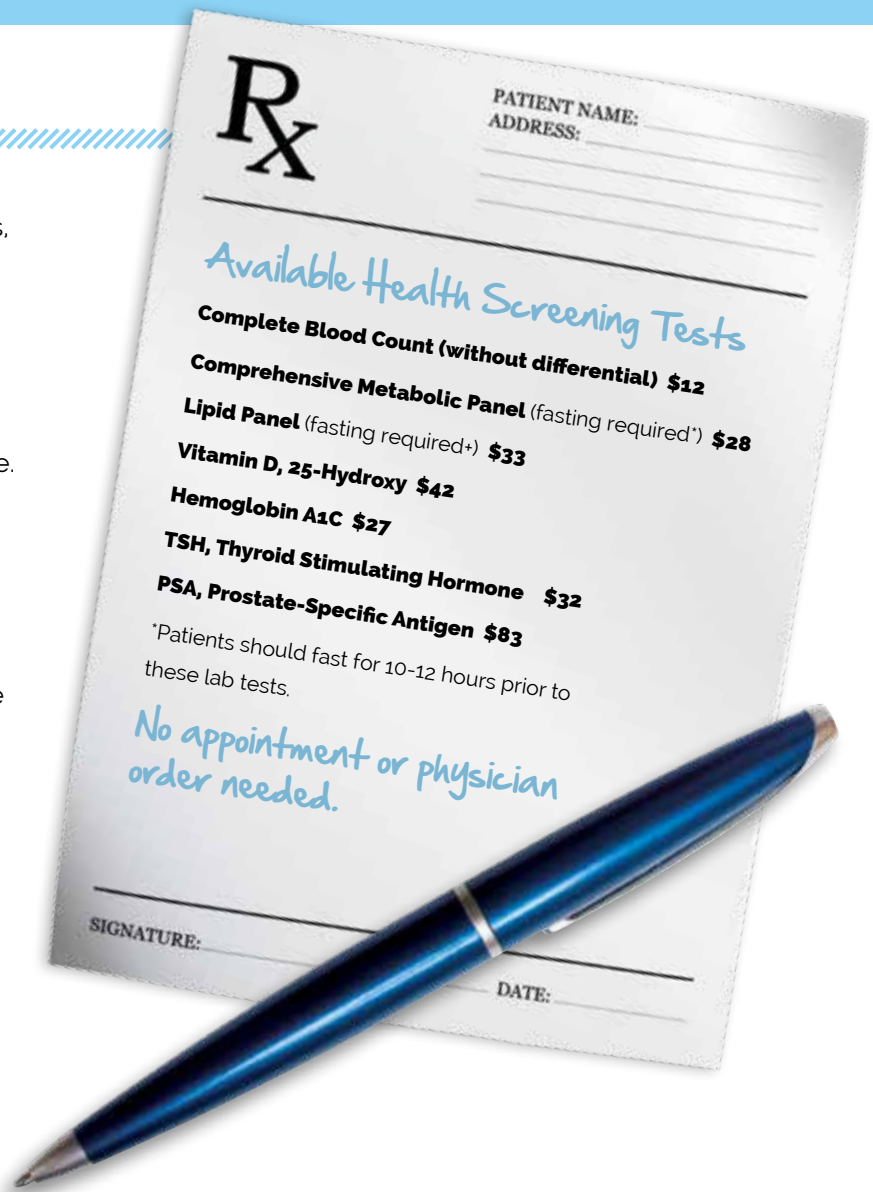 Rx
PATIENT NAME:
ADDRESS:
s,
e.
e
Available Health Screening Tests
Complete Blood Count (without differential) $12
Comprehensive Metabolic Panel (fasting required*) $28
Lipid Panel (fasting required+) $33
Vitamin D, 25-Hydroxy $42
Hemoglobin A1C $27
TSH, Thyroid Stimulating Hormone $32
PSA, Prostate-Specific Antigen $83
*Patients should fast for 10-12 hours prior to
these lab tests.
No appointment or physician
order needed.
SIGNATURE:
DATE: